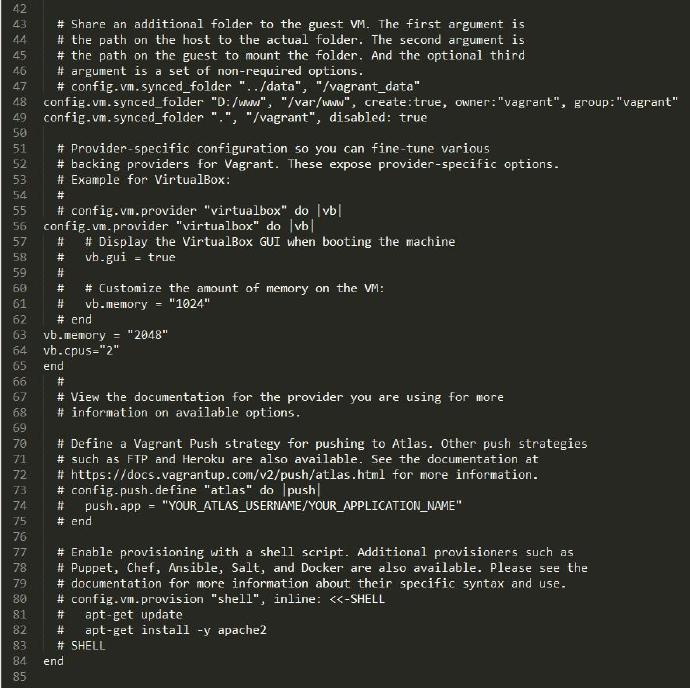 42
43 # Share an additional folder to the guest VM. The first argument is
44 # the path on the host to the actual folder. The second argument is
45 # the path on the guest to mount the folder. And the optional third
46 # argument is a set of non-required options.
47 # config.vm.synced_folder "../data", "/vagrant_data"
48 config.vm.synced_folder "D:/www", "/var/www", create:true, owner:"vagrant", group:"vagrant"
49 config.vm.synced_folder ".", "/vagrant", disabled: true
50
51 # Provider-specific configuration so you can fine-tune various
52 # backing providers for Vagrant. These expose provider-specific options.
53 # Example for VirtualBox:
54 #
55 # config.vm.provider "virtualbox" do |vb|
56 config.vm.provider "virtualbox" do |vb|
57 #   # Display the VirtualBox GUI when booting the machine
58 #   vb.gui = true
59 #
60 #   # Customize the amount of memory on the VM:
61 #   vb.memory = "1024"
62 # end
63 vb.memory = "2048"
64 vb.cpus="2"
65 end
66 #
67 # View the documentation for the provider you are using for more
68 # information on available options.
69
70 # Define a Vagrant Push strategy for pushing to Atlas. Other push strategies
71 # such as FTP and Heroku are also available. See the documentation at
72 # https://docs.vagrantup.com/v2/push/atlas.html for more information.
73 # config.push.define "atlas" do |push|
74 #   push.app = "YOUR_ATLAS_USERNAME/YOUR_APPLICATION_NAME"
75 # end
76
77 # Enable provisioning with a shell script. Additional provisioners such as
78 # Puppet, Chef, Ansible, Salt, and Docker are also available. Please see the
79 # documentation for more information about their specific syntax and use.
80 # config.vm.provision "shell", inline: <<-SHELL
81 #   apt-get update
82 #   apt-get install -y apache2
83 # SHELL
84 end
85